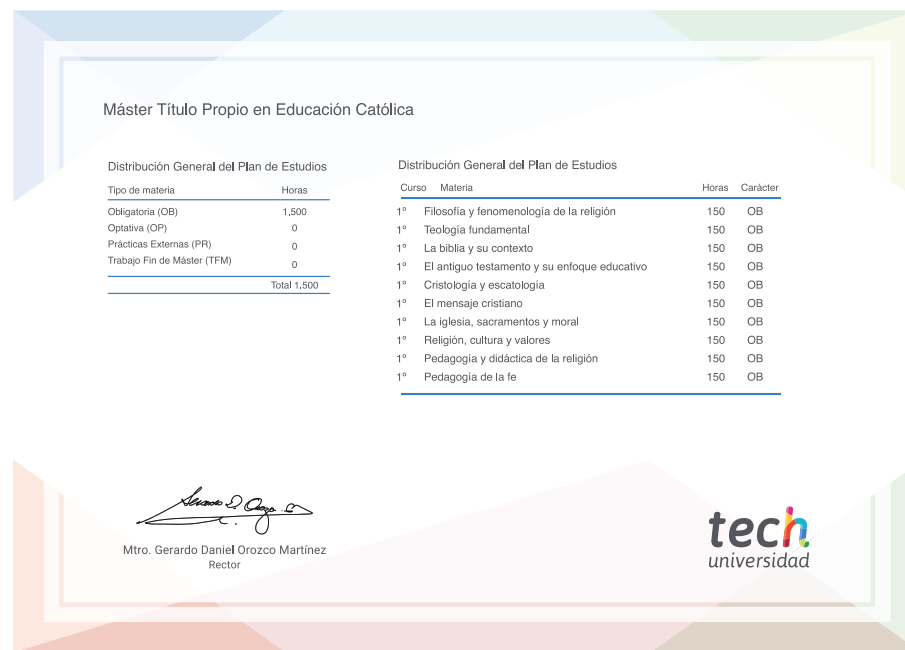 Máster Título Propio en Educación Católica
Distribución General del Plan de Estudios
Tipo de materia Horas
Obligatoria (OB) 1,500
Optativa (OP) 0
Prácticas Externas (PR) 0
Trabajo Fin de Máster (TFM) 0
Total 1,500
Distribución General del Plan de Estudios
Curso Materia Horas Carácter
1º Filosofía y fenomenología de la religión 150 OB
1º Teología fundamental 150 OB
1º La biblia y su contexto 150 OB
1º El antiguo testamento y su enfoque educativo 150 OB
1º Cristología y escatología 150 OB
1º El mensaje cristiano 150 OB
1º La iglesia, sacramentos y moral 150 OB
1º Religión, cultura y valores 150 OB
1º Pedagogía y didáctica de la religión 150 OB
1º Pedagogía de la fe 150 OB
Mtro. Gerardo Daniel Orozco Martínez
Rector
tech
universidad